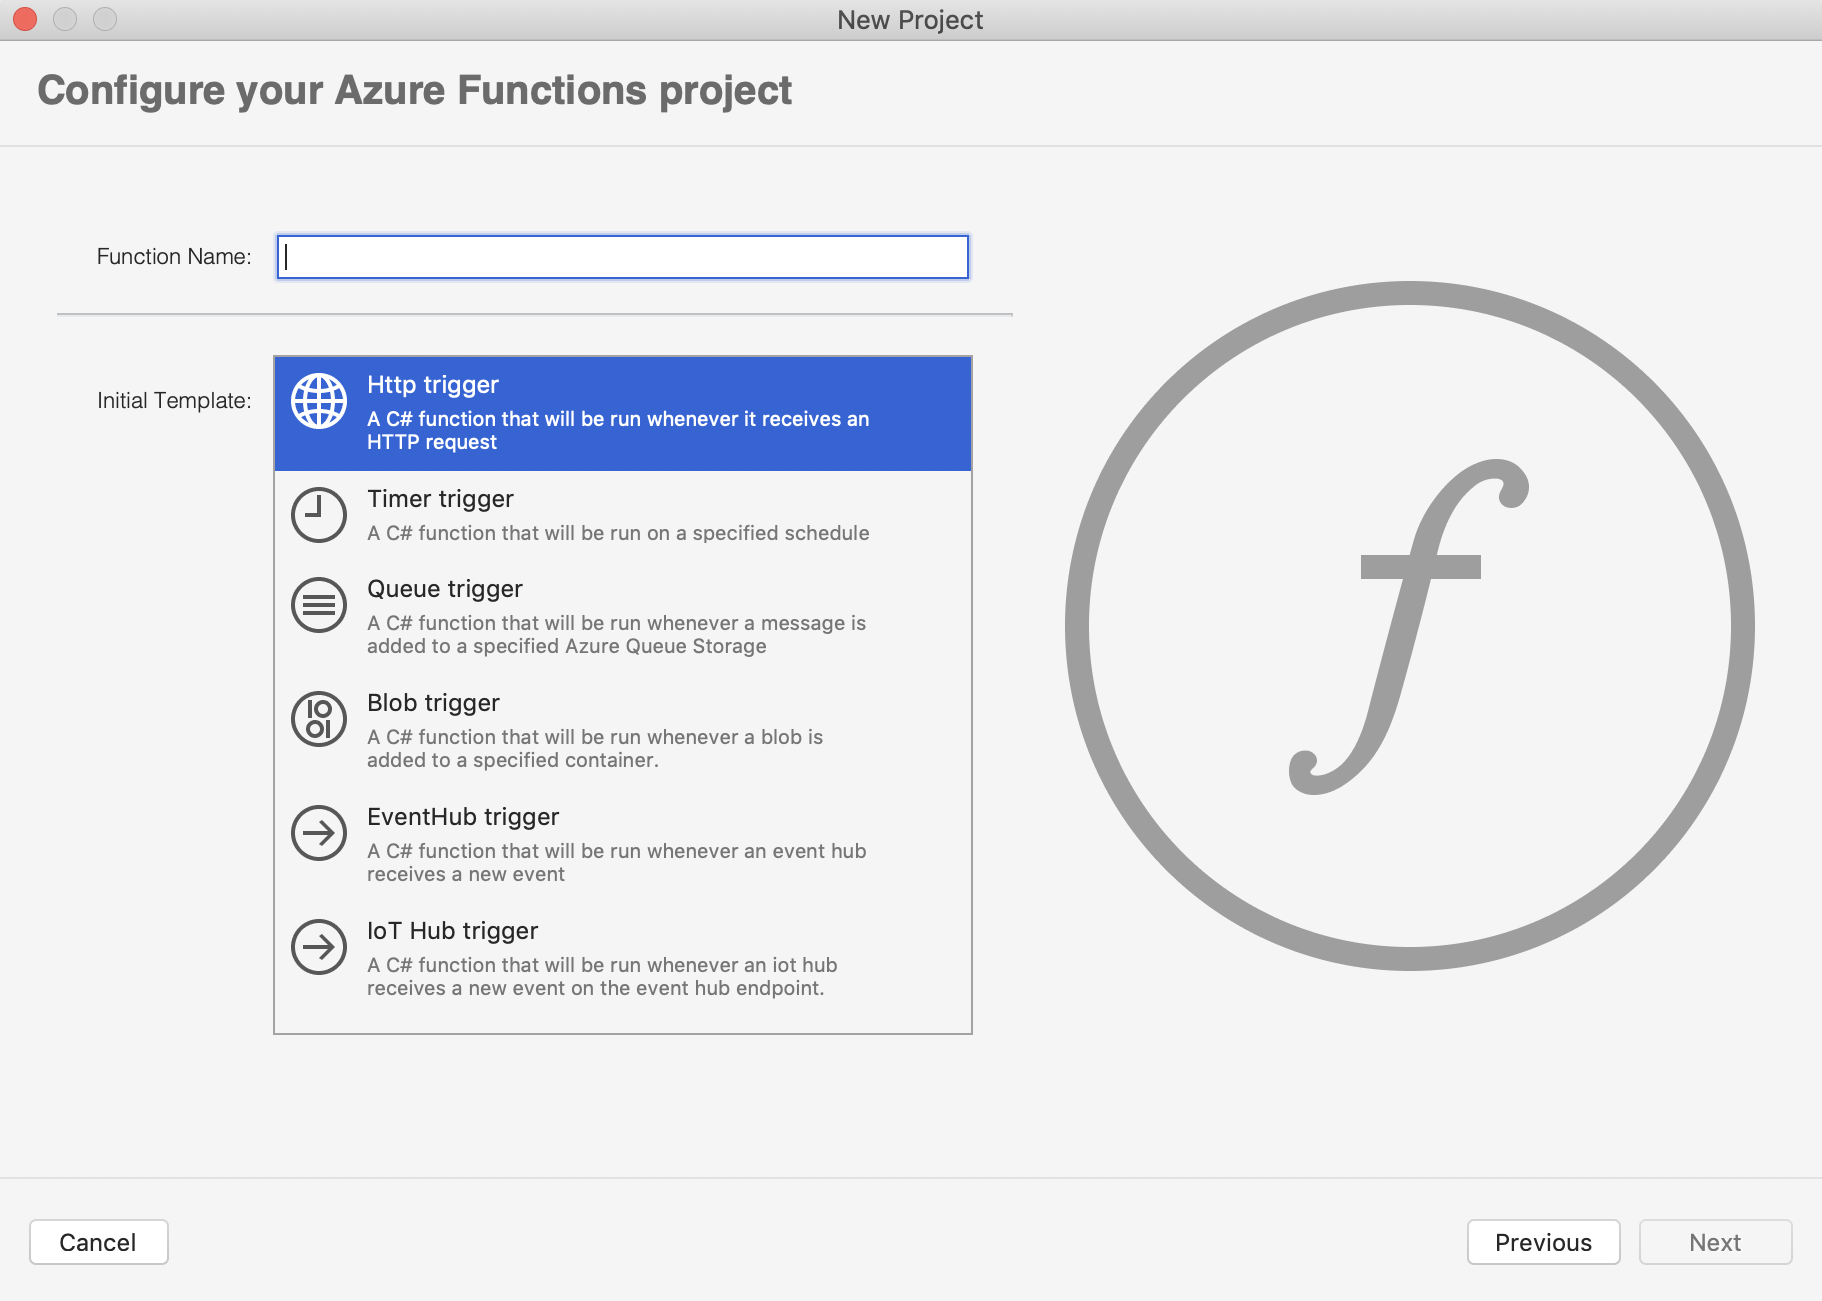 New Project
Configure your Azure Functions project
Function Name:
Initial Template:
Http trigger
A C# function that will be run whenever it receives an
HTTP request
Timer trigger
A C# function that will be run on a specified schedule
Queue trigger
A C# function that will be run whenever a message is
added to a specified Azure Queue Storage
Blob trigger
A C# function that will be run whenever a blob is
added to a specified container.
EventHub trigger
A C# function that will be run whenever an event hub
receives a new event
IoT Hub trigger
A C# function that will be run whenever an iot hub
receives a new event on the event hub endpoint.
f
Cancel
Previous
Next